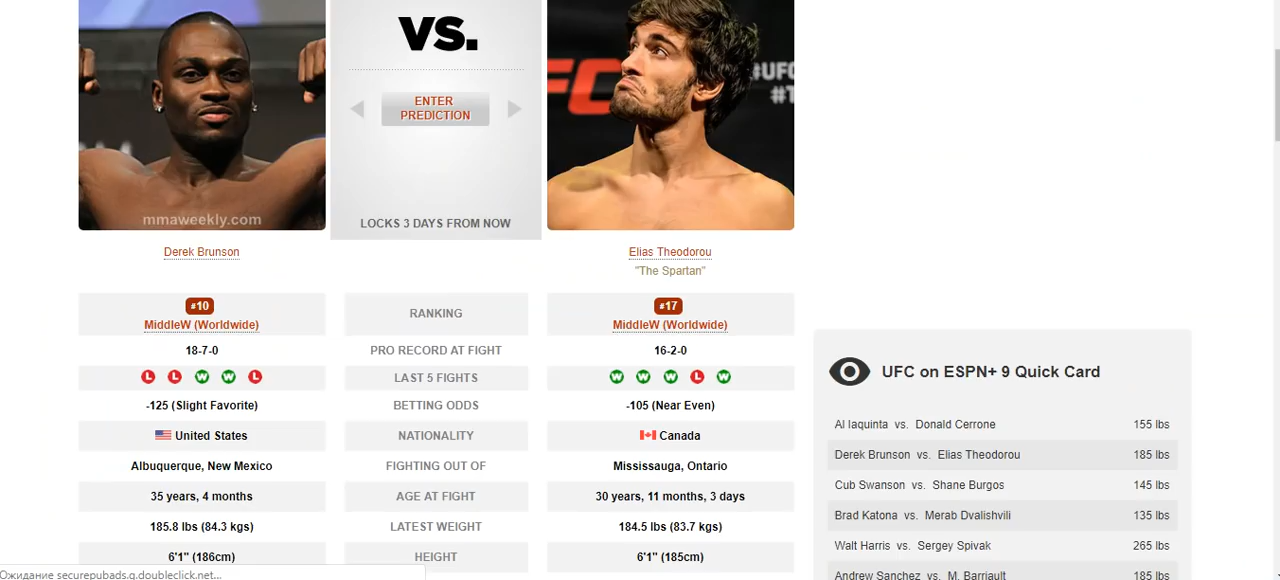 VS.
ENTER
PREDICTION
LOCKS 3 DAYS FROM NOW
mmaweekly.com
UFC
#UFC
#T
Derek Brunson
Elias Theodorou
"The Spartan"
#10
MiddleW (Worldwide)
RANKING
#17
MiddleW (Worldwide)
18-7-0
PRO RECORD AT FIGHT
16-2-0
L L W W L
LAST 5 FIGHTS
W W W L W
-125 (Slight Favorite)
BETTING ODDS
-105 (Near Even)
United States
NATIONALITY
Canada
Albuquerque, New Mexico
FIGHTING OUT OF
Mississauga, Ontario
35 years, 4 months
AGE AT FIGHT
30 years, 11 months, 3 days
185.8 lbs (84.3 kgs)
LATEST WEIGHT
184.5 lbs (83.7 kgs)
6'1" (186cm)
HEIGHT
6'1" (185cm)
UFC on ESPN+ 9 Quick Card
Al Iaquinta vs. Donald Cerrone 155 lbs
Derek Brunson vs. Elias Theodorou 185 lbs
Cub Swanson vs. Shane Burgos 145 lbs
Brad Katona vs. Merab Dvalishvili 135 lbs
Walt Harris vs. Sergey Spivak 265 lbs
Andrew Sanchez vs. M. Barriault 185 lbs
Ожидание securepubads.g.doubleclick.net...